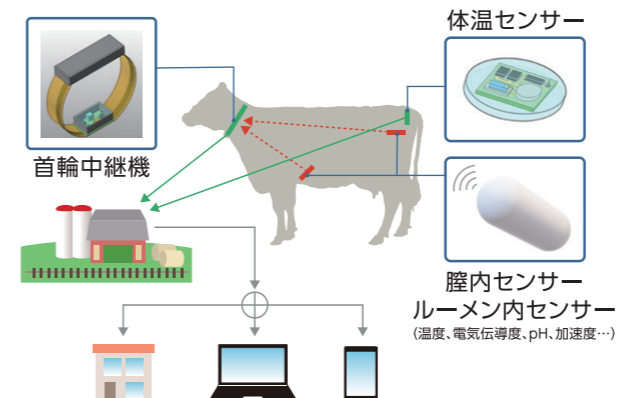 体温センサー
首輪中継機
膣内センサー
ルーメン内センサー
(温度、電気伝導度、pH、加速度…)